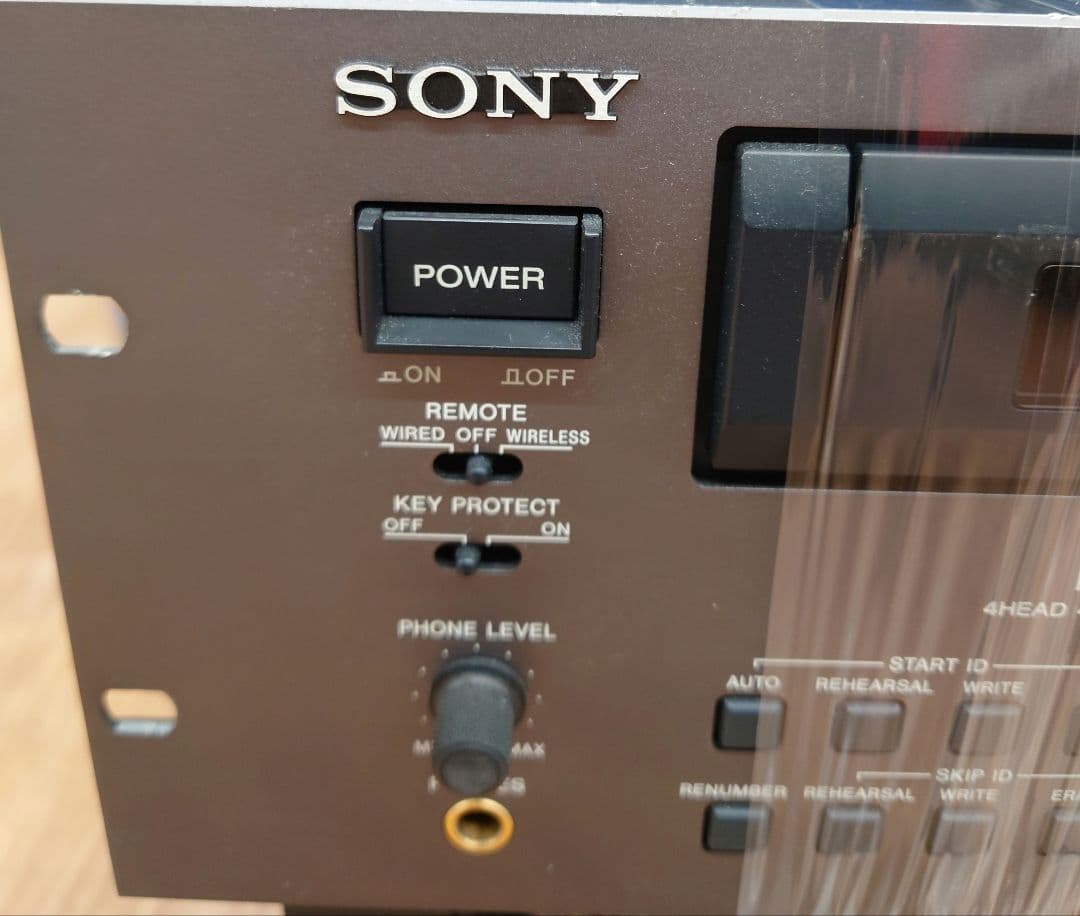 SONY
POWER
ON OFF
REMOTE
WIRED OFF WIRELESS
KEY PROTECT
OFF ON
4HEAD
PHONE LEVEL
START ID
AUTO REHEARSAL WRITE
SKIP ID
RENUMBER REHEARSAL WRITE